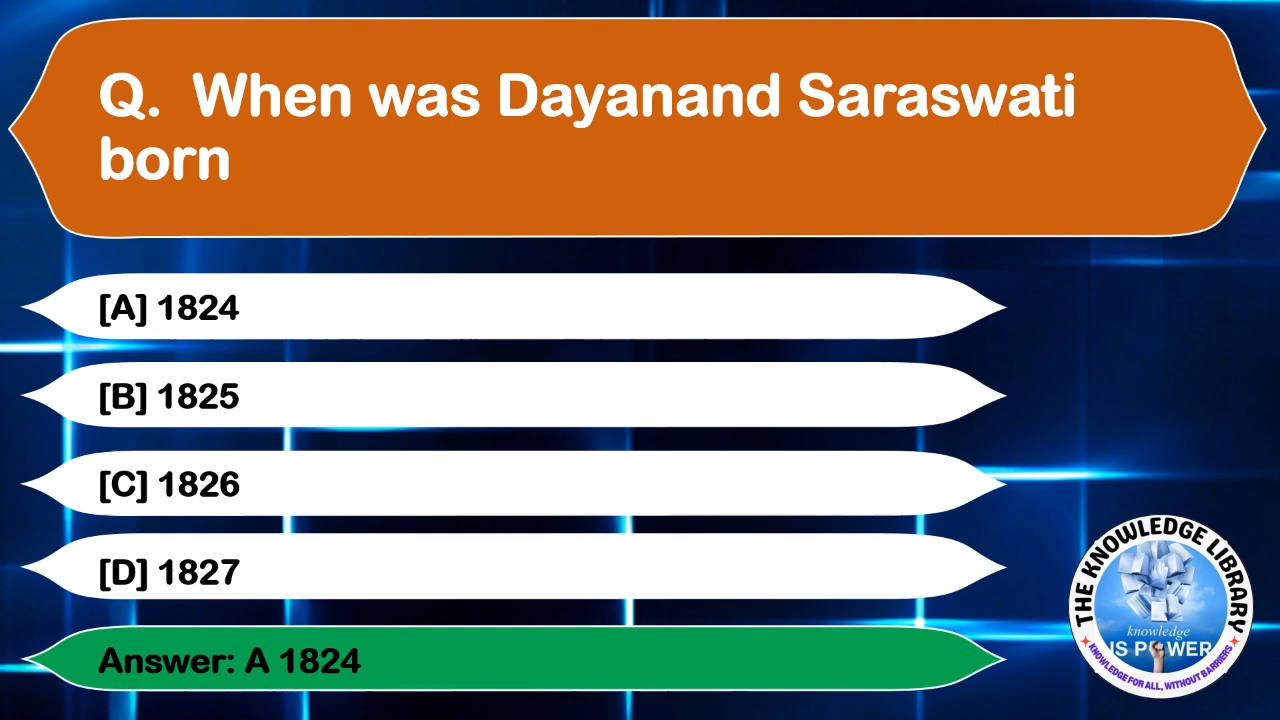 Q. When was Dayanand Saraswati
born
[A] 1824
[B] 1825
[C] 1826
[D] 1827
Answer: A 1824
THE KNOWLEDGE LIBRARY
knowledge
IS POWER
KNOWLEDGE FOR ALL, WITHOUT BARRIERS